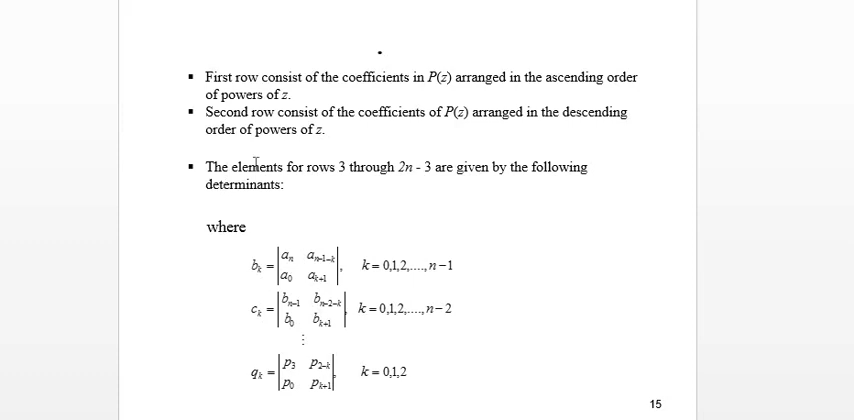 ▪ First row consist of the coefficients in P(z) arranged in the ascending order
of powers of z.
▪ Second row consist of the coefficients of P(z) arranged in the descending
order of powers of z.
▪ The elements for rows 3 through 2n - 3 are given by the following
determinants:
where
b_k = |a_n a_{n-1-k}; a_0 a_{k+1}|, k = 0,1,2,....,n−1
c_k = |b_{n-1} b_{n-2-k}; b_0 b_{k+1}|, k = 0,1,2,....,n−2
⋮
q_k = |p_3 p_{2-k}; p_0 p_{k+1}|, k = 0,1,2
15